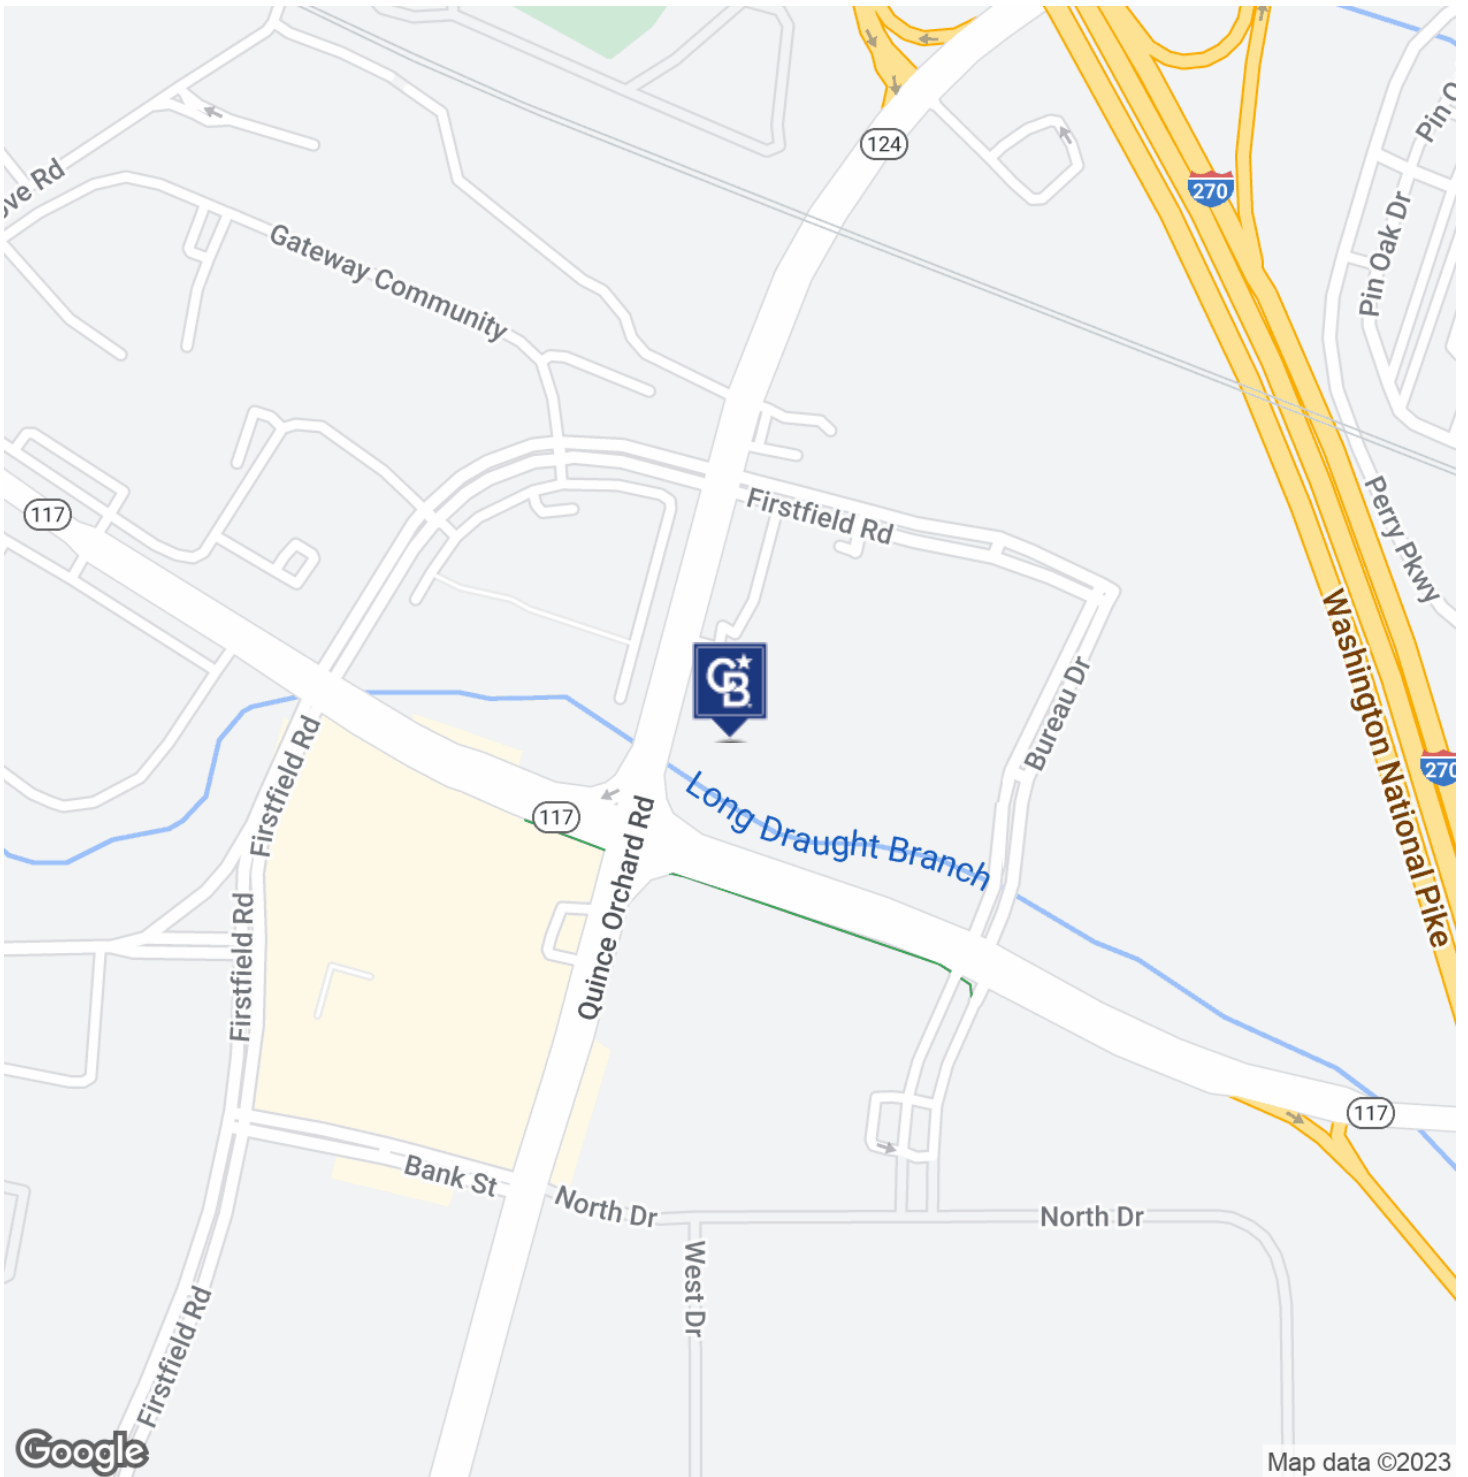 124
270
Pin O
ove Rd
Pin Oak Dr
Gateway Community
117
Firstfield Rd
Perry Pkwy
Washington National Pike
CB
Bureau Dr
Firstfield Rd
270
117
Quince Orchard Rd
Long Draught Branch
Firstfield Rd
117
Bank St
North Dr
North Dr
West Dr
Firstfield Rd
Google
Map data ©2023